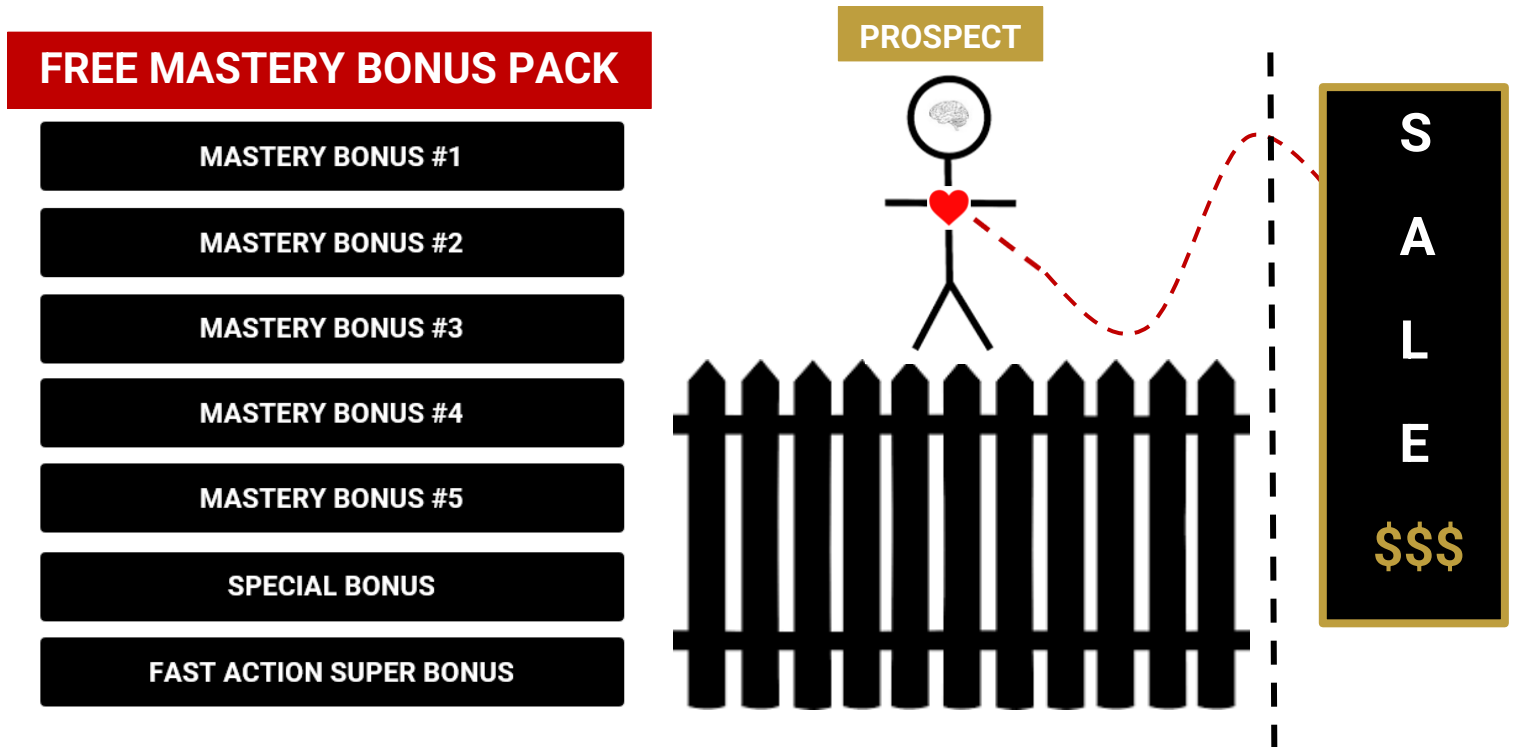 FREE MASTERY BONUS PACK
MASTERY BONUS #1
MASTERY BONUS #2
MASTERY BONUS #3
MASTERY BONUS #4
MASTERY BONUS #5
SPECIAL BONUS
FAST ACTION SUPER BONUS
PROSPECT
S
A
L
E
$$$